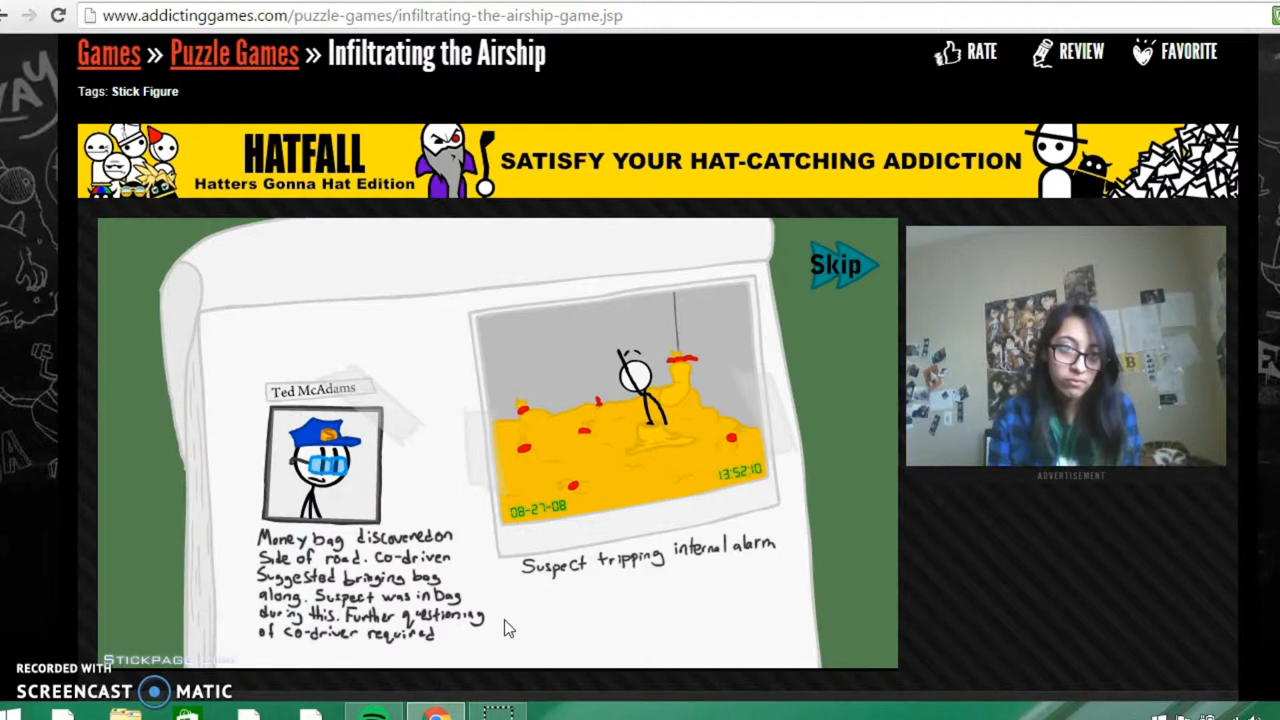 www.addictinggames.com/puzzle-games/infiltrating-the-airship-game.jsp
Games » Puzzle Games » Infiltrating the Airship
RATE
REVIEW
FAVORITE
Tags: Stick Figure
HATFALL
Hatters Gonna Hat Edition
SATISFY YOUR HAT-CATCHING ADDICTION
Skip
Ted McAdams
S
Money bag discovered on
Side of road. Co-driven
Suggested bringing bag
along. Suspect was in bag
during this. Further questioning
of co-driver required
08-27-08
13:52:10
Suspect tripping internal alarm
B
ADVERTISEMENT
STICKPAGE
RECORDED WITH
SCREENCAST MATIC